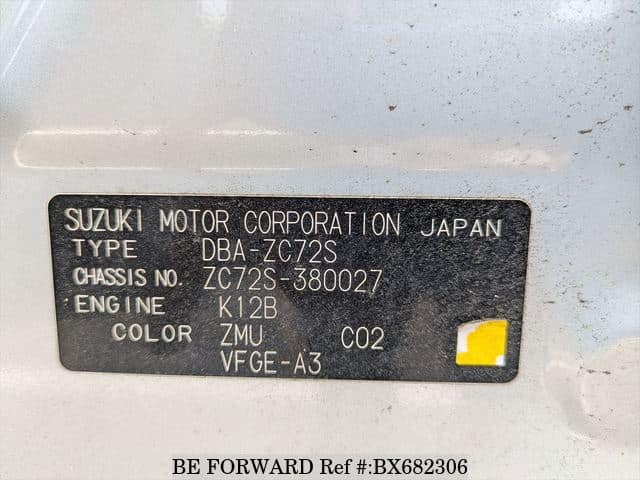 SUZUKI MOTOR CORPORATION JAPAN
TYPE DBA-ZC72S
CHASSIS NO. ZC72S-380027
ENGINE K12B
COLOR ZMU C02
VFGE-A3
BE FORWARD Ref #:BX682306